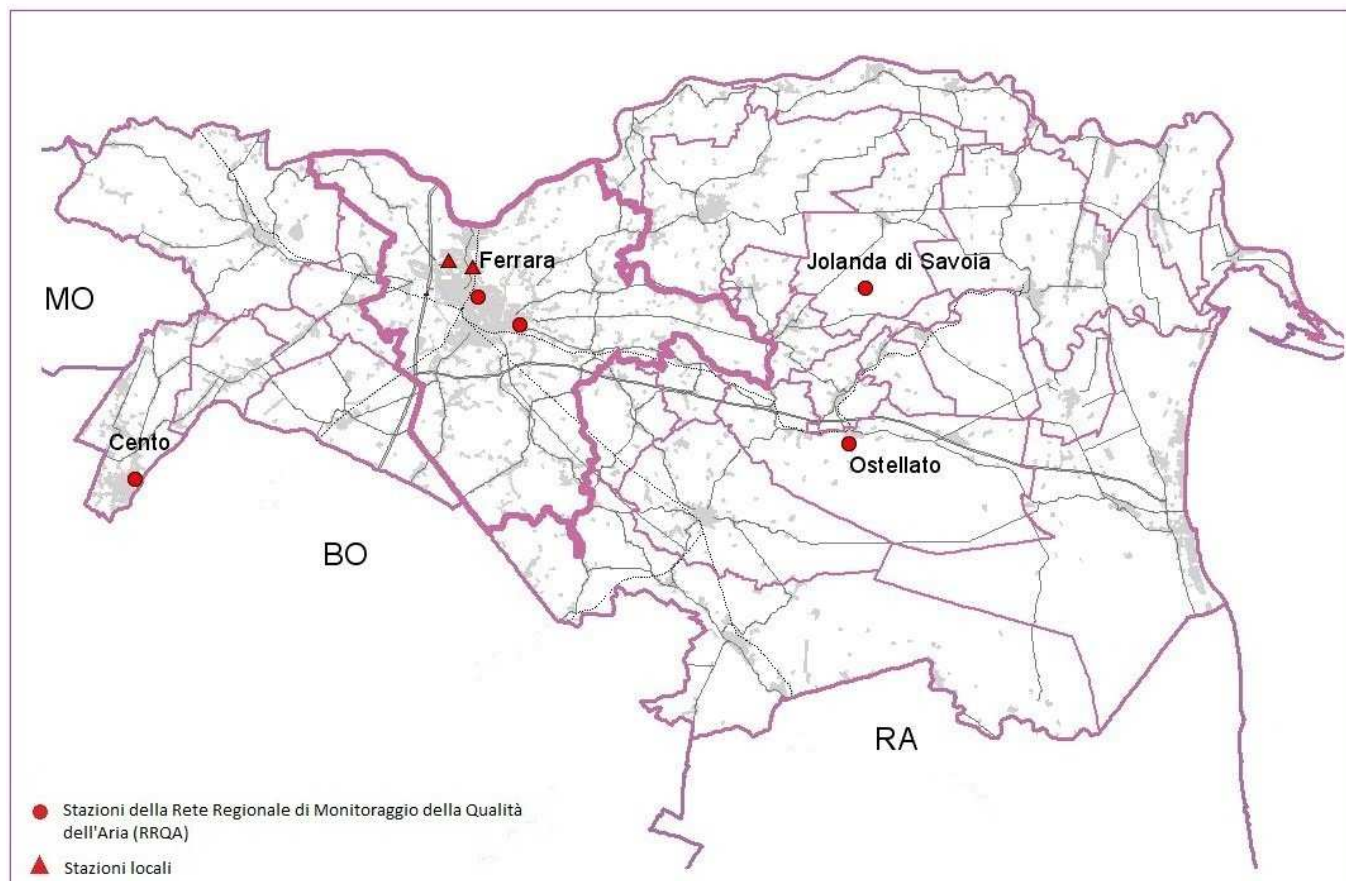 Ferrara
Jolanda di Savoia
MO
Cento
Ostellato
BO
RA
Stazioni della Rete Regionale di Monitoraggio della Qualità
dell'Aria (RRQA)
Stazioni locali